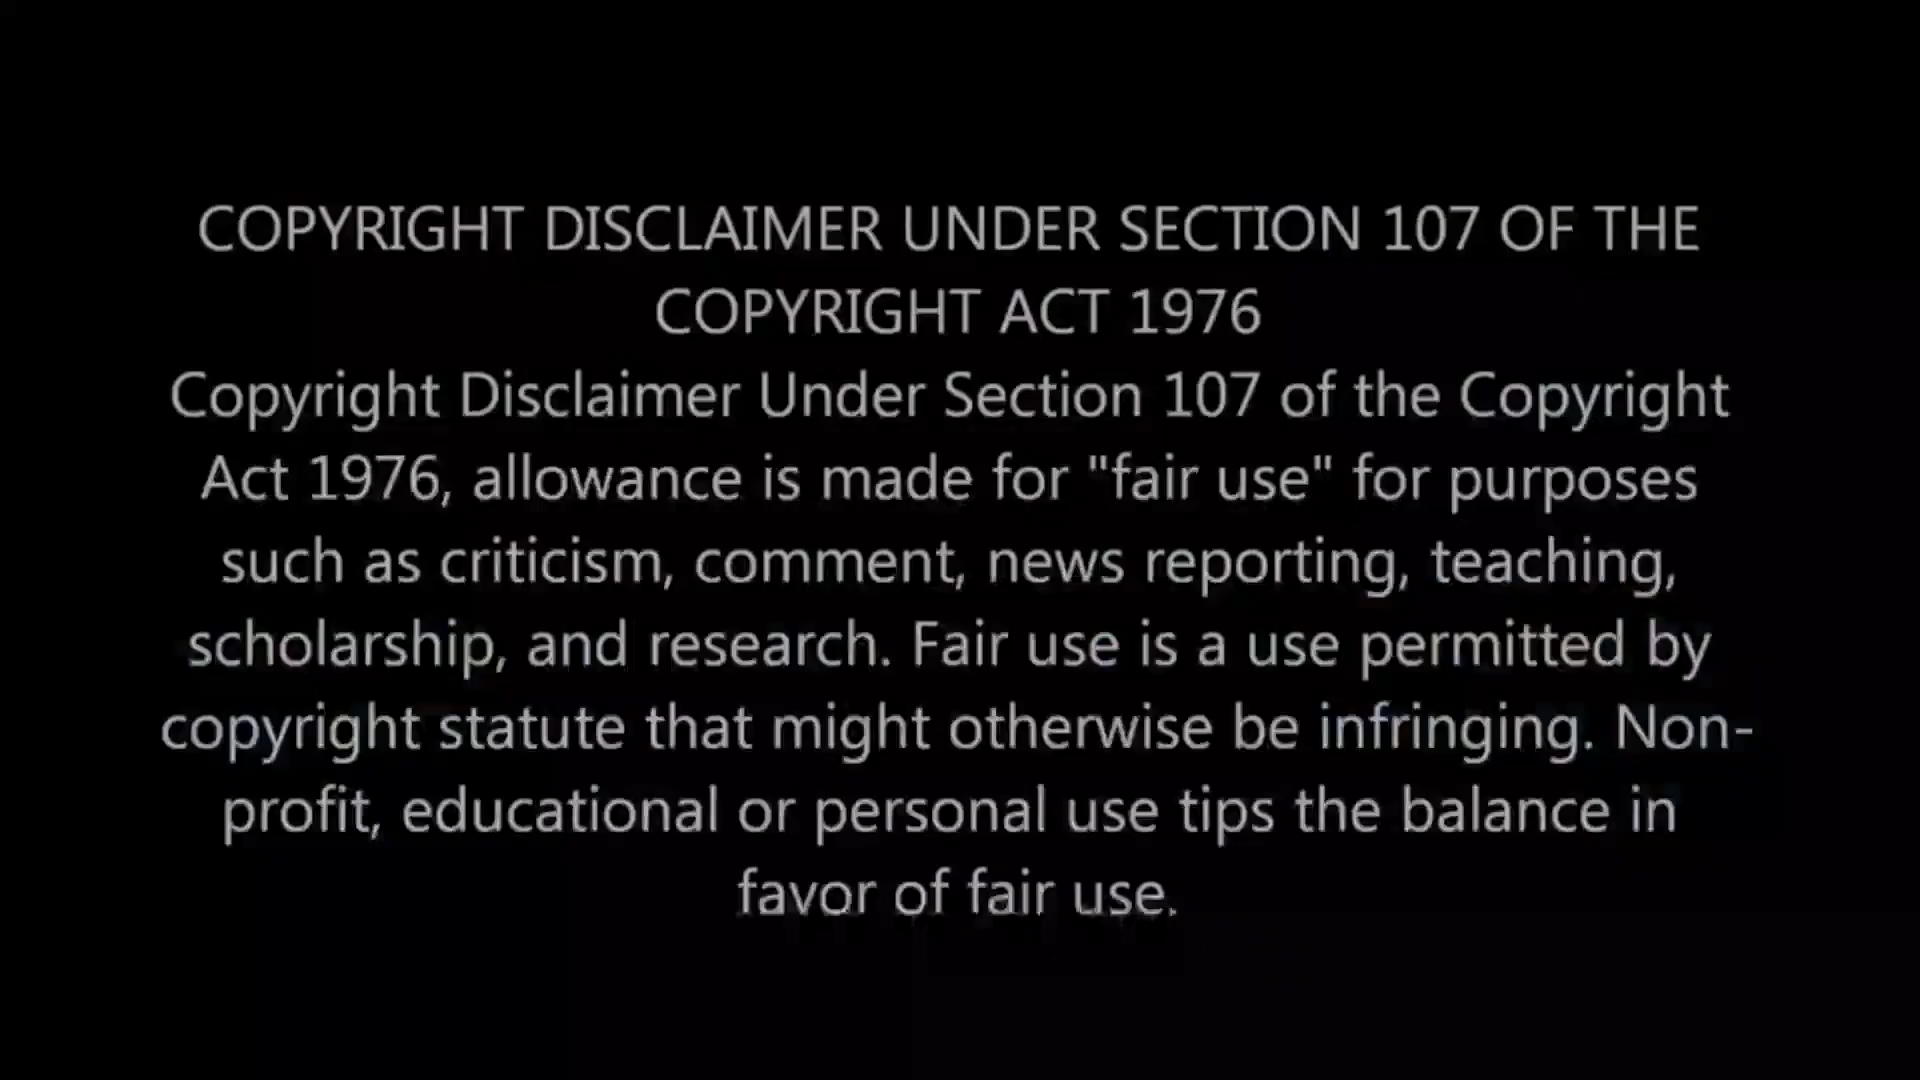 COPYRIGHT DISCLAIMER UNDER SECTION 107 OF THE
COPYRIGHT ACT 1976
Copyright Disclaimer Under Section 107 of the Copyright
Act 1976, allowance is made for "fair use" for purposes
such as criticism, comment, news reporting, teaching,
scholarship, and research. Fair use is a use permitted by
copyright statute that might otherwise be infringing. Non-
profit, educational or personal use tips the balance in
favor of fair use.